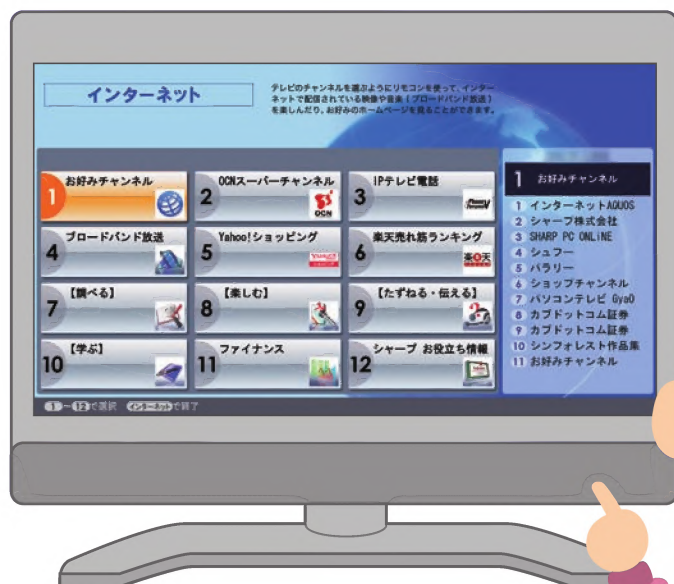 インターネット
テレビのチャンネルを選ぶようにリモコンを使って、インター
ネットで配信されている映像や音楽(ブロードバンド放送)
を楽しんだり、お好みのホームページを見ることができます。
1 お好みチャンネル
2 OCNスーパーチャンネル
OCN
3 IPテレビ電話
4 ブロードバンド放送
5 Yahoo!ショッピング
6 楽天売れ筋ランキング
楽天
7 【調べる】
8 【楽しむ】
9 【たずねる・伝える】
10 【学ぶ】
11 ファイナンス
12 シャープ お役立ち情報
1 お好みチャンネル
1 インターネットAQUOS
2 シャープ株式会社
3 SHARP PC ONLINE
4 シュフー
5 パラリー
6 ショップチャンネル
7 パソコンテレビ GyaO
8 カブドットコム証券
9 カブドットコム証券
10 シンフォレスト作品集
11 お好みチャンネル
1~12で選択 インターネットで終了